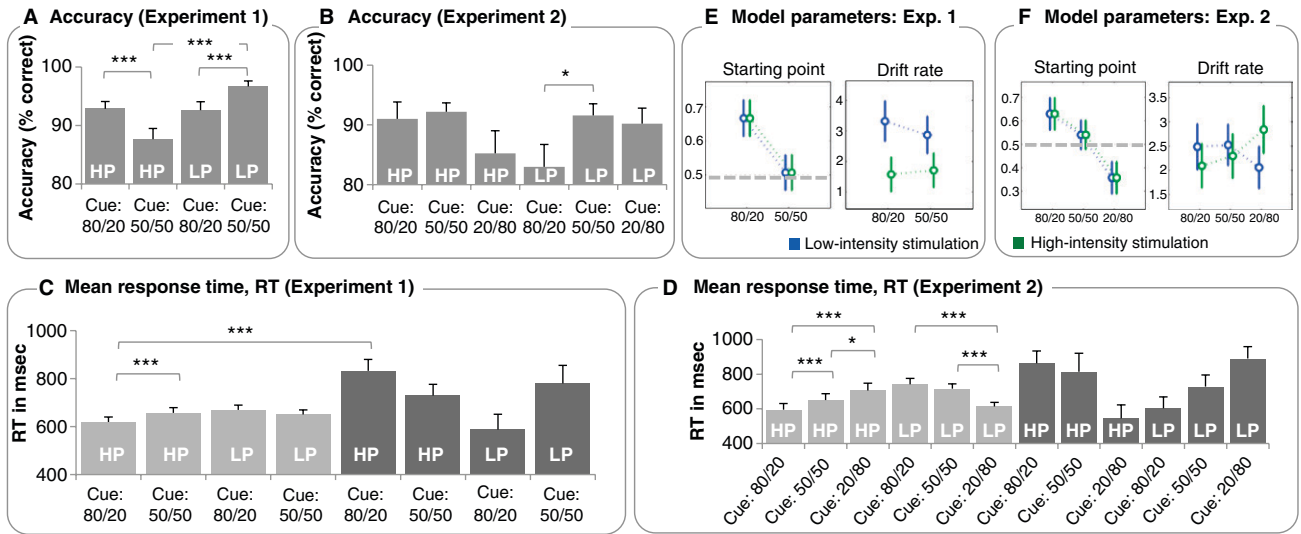 A Accuracy (Experiment 1)
Accuracy (% correct)
100
90
80
***
***
***
HP
HP
LP
LP
Cue: 80/20
Cue: 50/50
Cue: 80/20
Cue: 50/50
B Accuracy (Experiment 2)
Accuracy (% correct)
100
90
80
*
HP
HP
HP
LP
LP
LP
Cue: 80/20
Cue: 50/50
Cue: 20/80
Cue: 80/20
Cue: 50/50
Cue: 20/80
E Model parameters: Exp. 1
Starting point
Drift rate
0.7
0.5
4
3
2
1
80/20
50/50
80/20
50/50
F Model parameters: Exp. 2
Starting point
Drift rate
0.7
0.6
0.5
0.4
0.3
3.5
2.5
1.5
80/20
50/50
20/80
80/20
50/50
20/80
Low-intensity stimulation
High-intensity stimulation
C Mean response time, RT (Experiment 1)
RT in msec
1000
800
600
400
***
***
HP
HP
LP
LP
HP
HP
LP
LP
Cue: 80/20
Cue: 50/50
Cue: 80/20
Cue: 50/50
Cue: 80/20
Cue: 50/50
Cue: 80/20
Cue: 50/50
D Mean response time, RT (Experiment 2)
RT in msec
1000
800
600
400
***
***
*
***
***
HP
HP
HP
LP
LP
LP
HP
HP
HP
LP
LP
LP
Cue: 80/20
Cue: 50/50
Cue: 20/80
Cue: 80/20
Cue: 50/50
Cue: 20/80
Cue: 80/20
Cue: 50/50
Cue: 20/80
Cue: 80/20
Cue: 50/50
Cue: 20/80